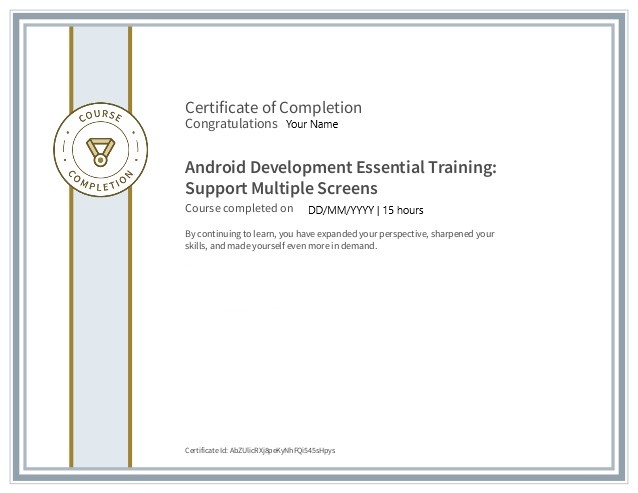 COURSE
COMPLETION
Certificate of Completion
Congratulations Your Name
Android Development Essential Training:
Support Multiple Screens
Course completed on DD/MM/YYYY | 15 hours
By continuing to learn, you have expanded your perspective, sharpened your
skills, and made yourself even more in demand.
Certificate Id: AbZUlicRXj8peKyNhFQi545sHpys